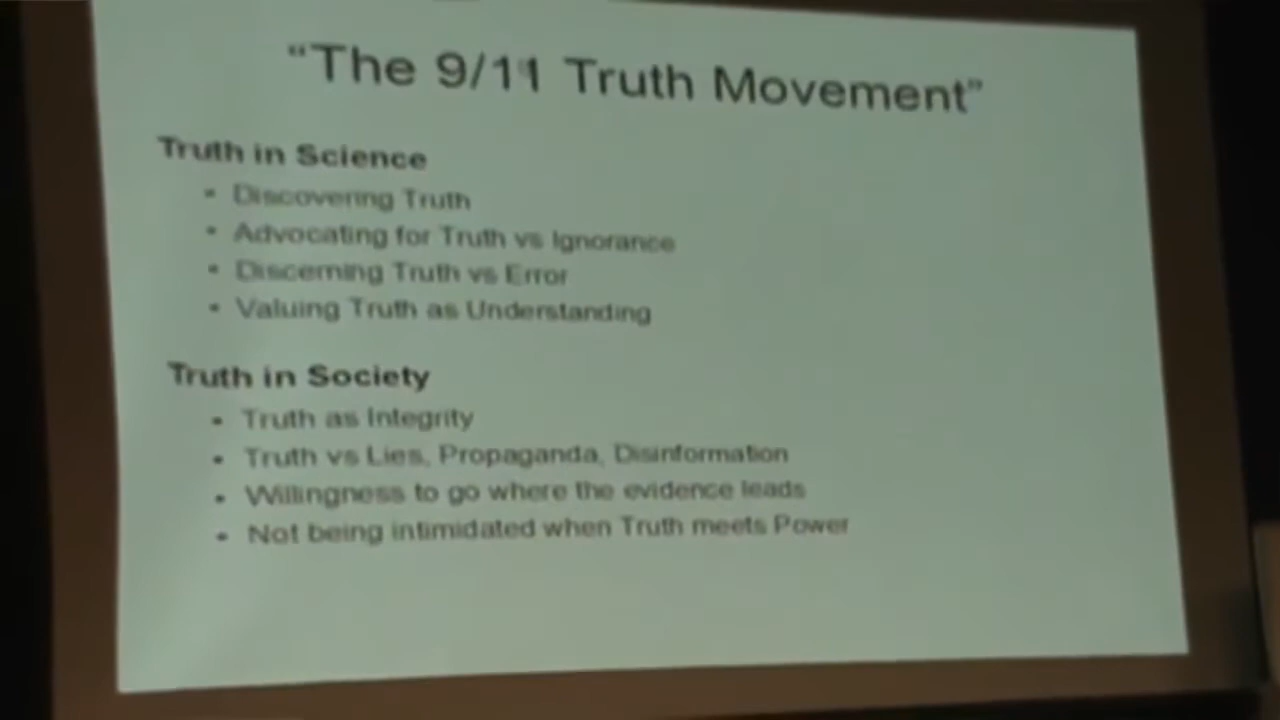 “The 9/11 Truth Movement”
Truth in Science
• Discovering Truth
• Advocating for Truth vs Ignorance
• Discerning Truth vs Error
• Valuing Truth as Understanding
Truth in Society
• Truth as Integrity
• Truth vs Lies, Propaganda, Disinformation
• Willingness to go where the evidence leads
• Not being intimidated when Truth meets Power